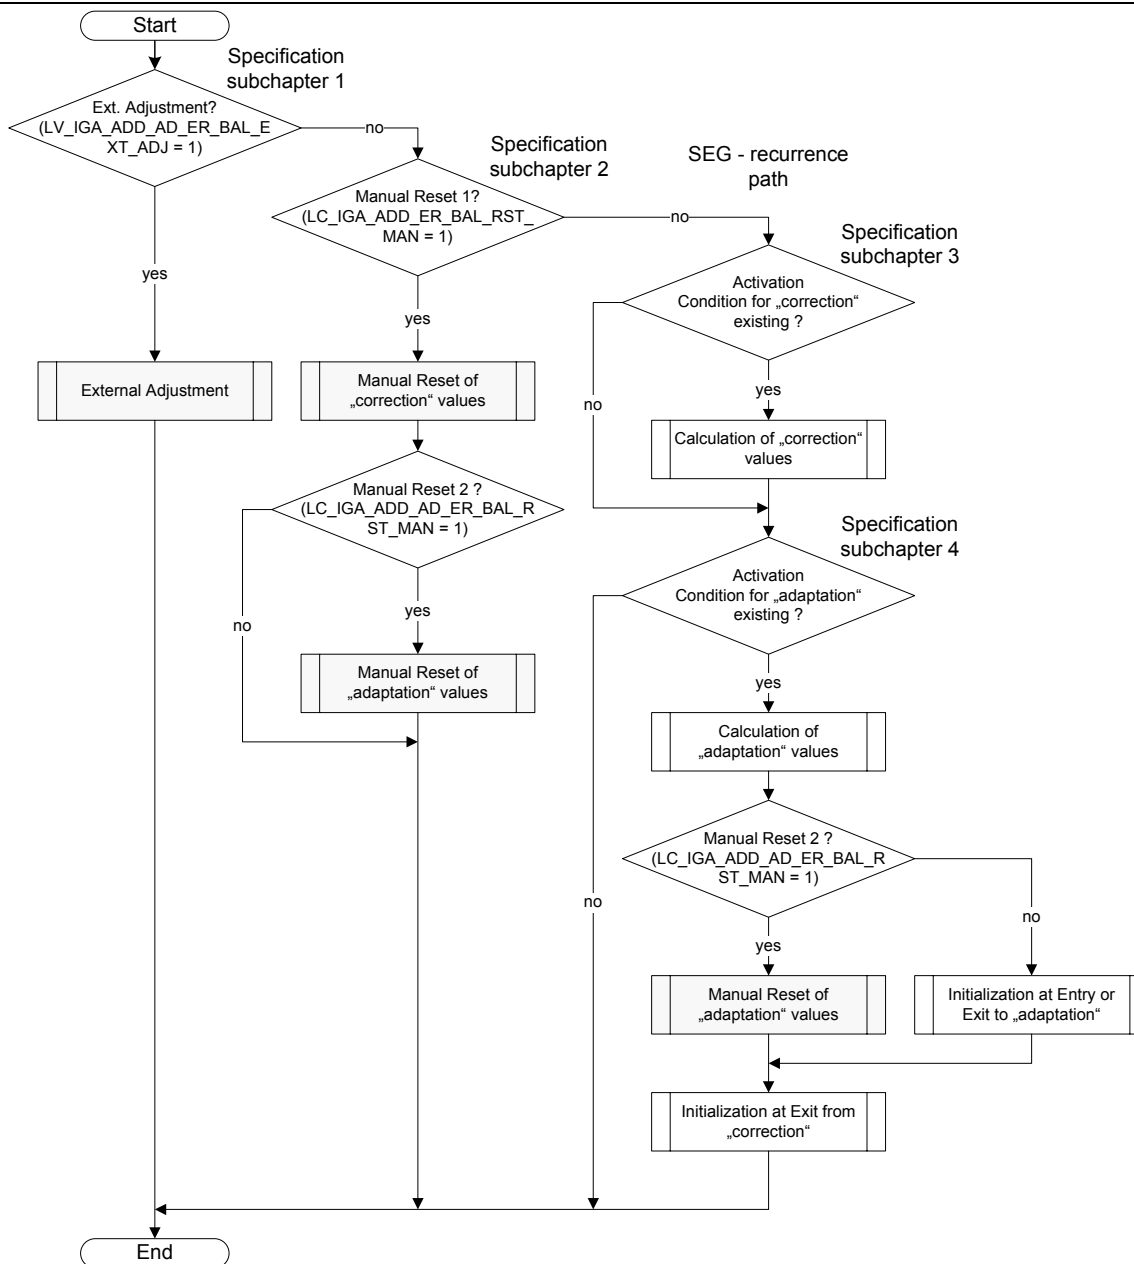 Start
Specification
subchapter 1
Ext. Adjustment?
(LV_IGA_ADD_AD_ER_BAL_E
XT_ADJ = 1)
no
yes
External Adjustment
Specification
subchapter 2
Manual Reset 1?
(LC_IGA_ADD_ER_BAL_RST_
MAN = 1)
no
yes
Manual Reset of
„correction“ values
Manual Reset 2 ?
(LC_IGA_ADD_AD_ER_BAL_R
ST_MAN = 1)
no
yes
Manual Reset of
„adaptation“ values
SEG - recurrence
path
Specification
subchapter 3
Activation
Condition for „correction“
existing ?
no
yes
Calculation of „correction“
values
Specification
subchapter 4
Activation
Condition for „adaptation“
existing ?
no
yes
Calculation of
„adaptation“ values
Manual Reset 2 ?
(LC_IGA_ADD_AD_ER_BAL_R
ST_MAN = 1)
no
yes
Manual Reset of
„adaptation“ values
Initialization at Entry or
Exit to „adaptation“
Initialization at Exit from
„correction“
End